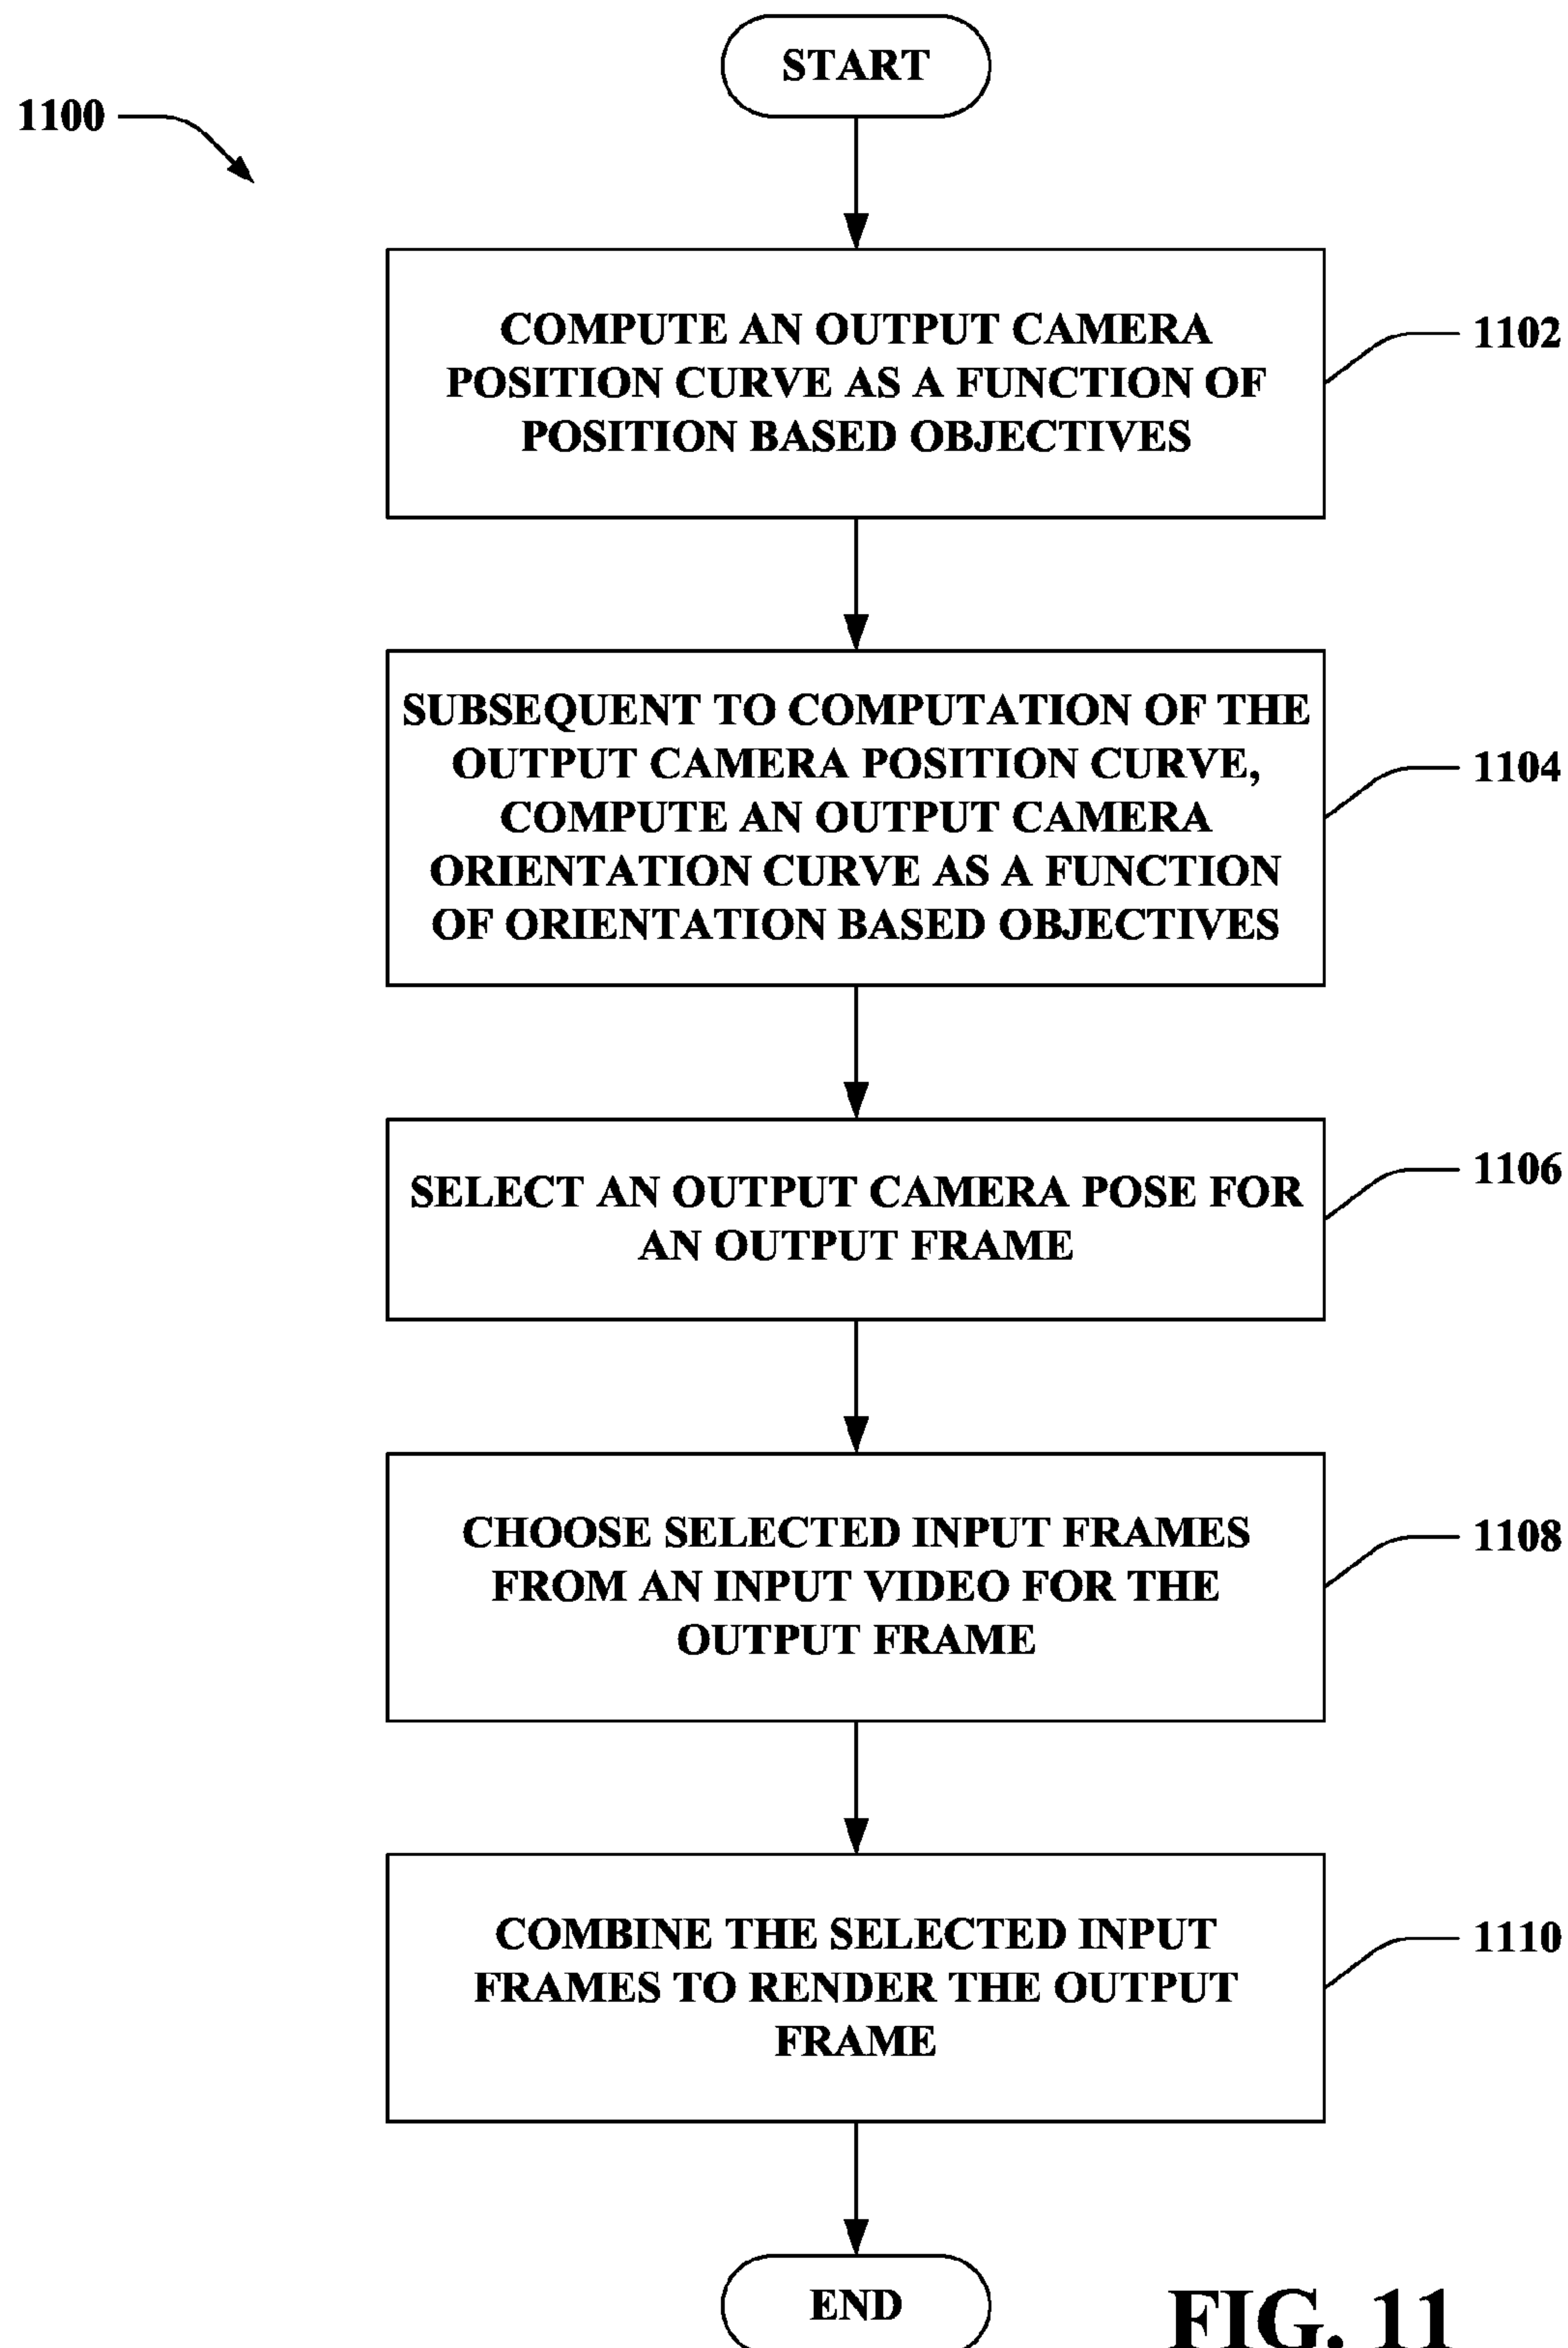 START
1100
COMPUTE AN OUTPUT CAMERA
POSITION CURVE AS A FUNCTION OF
POSITION BASED OBJECTIVES
1102
SUBSEQUENT TO COMPUTATION OF THE
OUTPUT CAMERA POSITION CURVE,
COMPUTE AN OUTPUT CAMERA
ORIENTATION CURVE AS A FUNCTION
OF ORIENTATION BASED OBJECTIVES
1104
SELECT AN OUTPUT CAMERA POSE FOR
AN OUTPUT FRAME
1106
CHOOSE SELECTED INPUT FRAMES
FROM AN INPUT VIDEO FOR THE
OUTPUT FRAME
1108
COMBINE THE SELECTED INPUT
FRAMES TO RENDER THE OUTPUT
FRAME
1110
END
FIG. 11